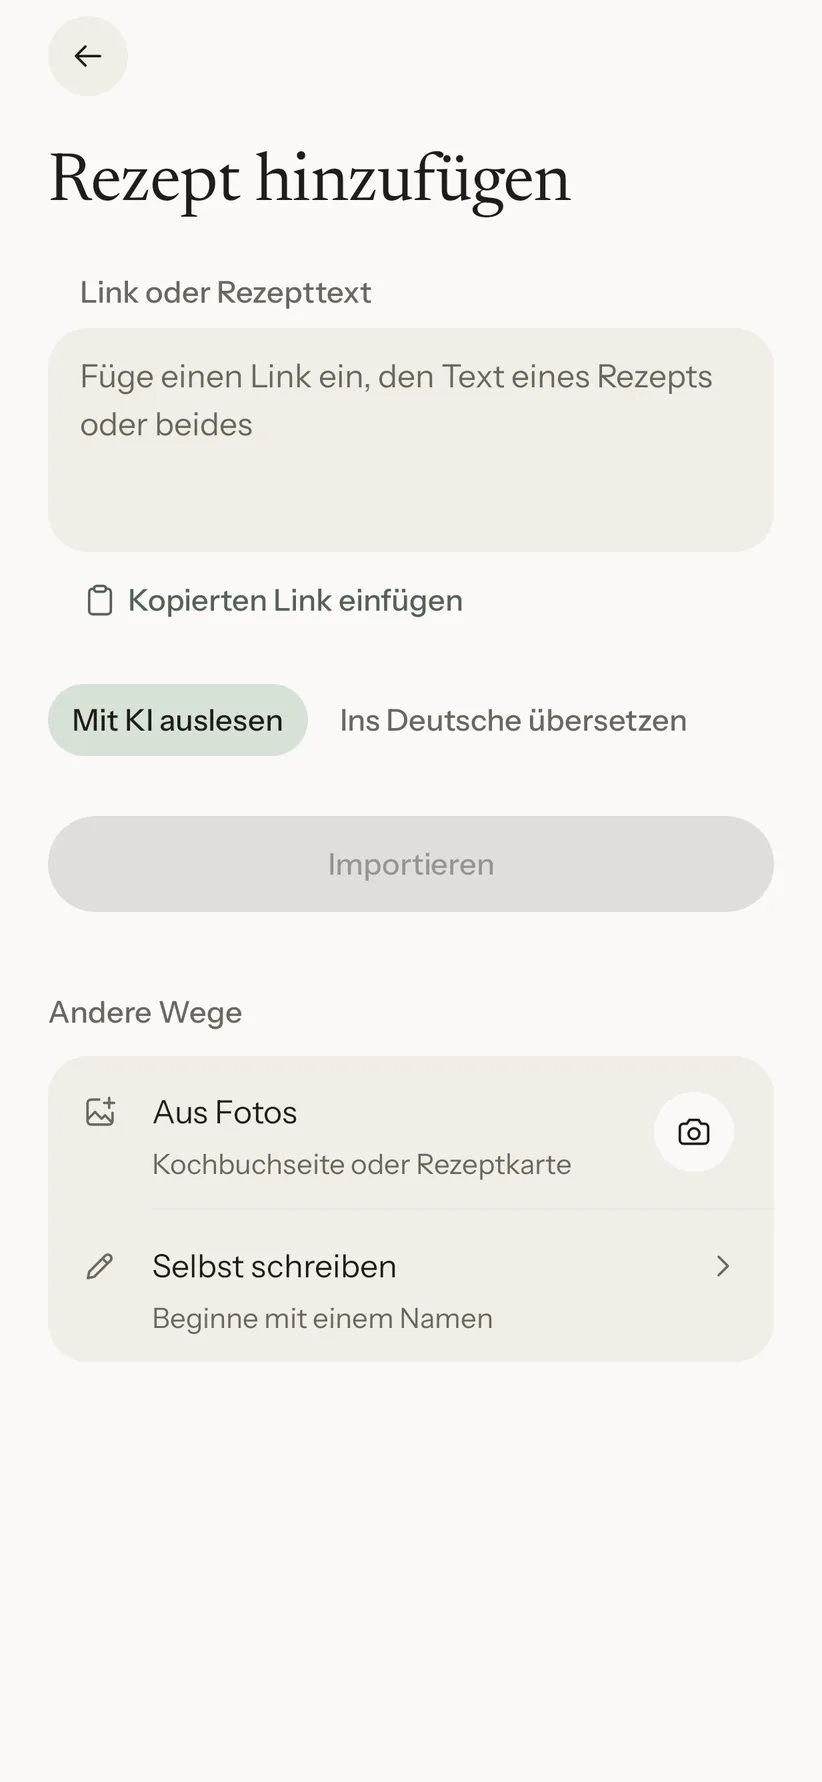 Rezept hinzufügen
Link oder Rezepttext
Füge einen Link ein, den Text eines Rezepts
oder beides
Kopierten Link einfügen
Mit KI auslesen
Ins Deutsche übersetzen
Importieren
Andere Wege
Aus Fotos
Kochbuchseite oder Rezeptkarte
Selbst schreiben
Beginne mit einem Namen